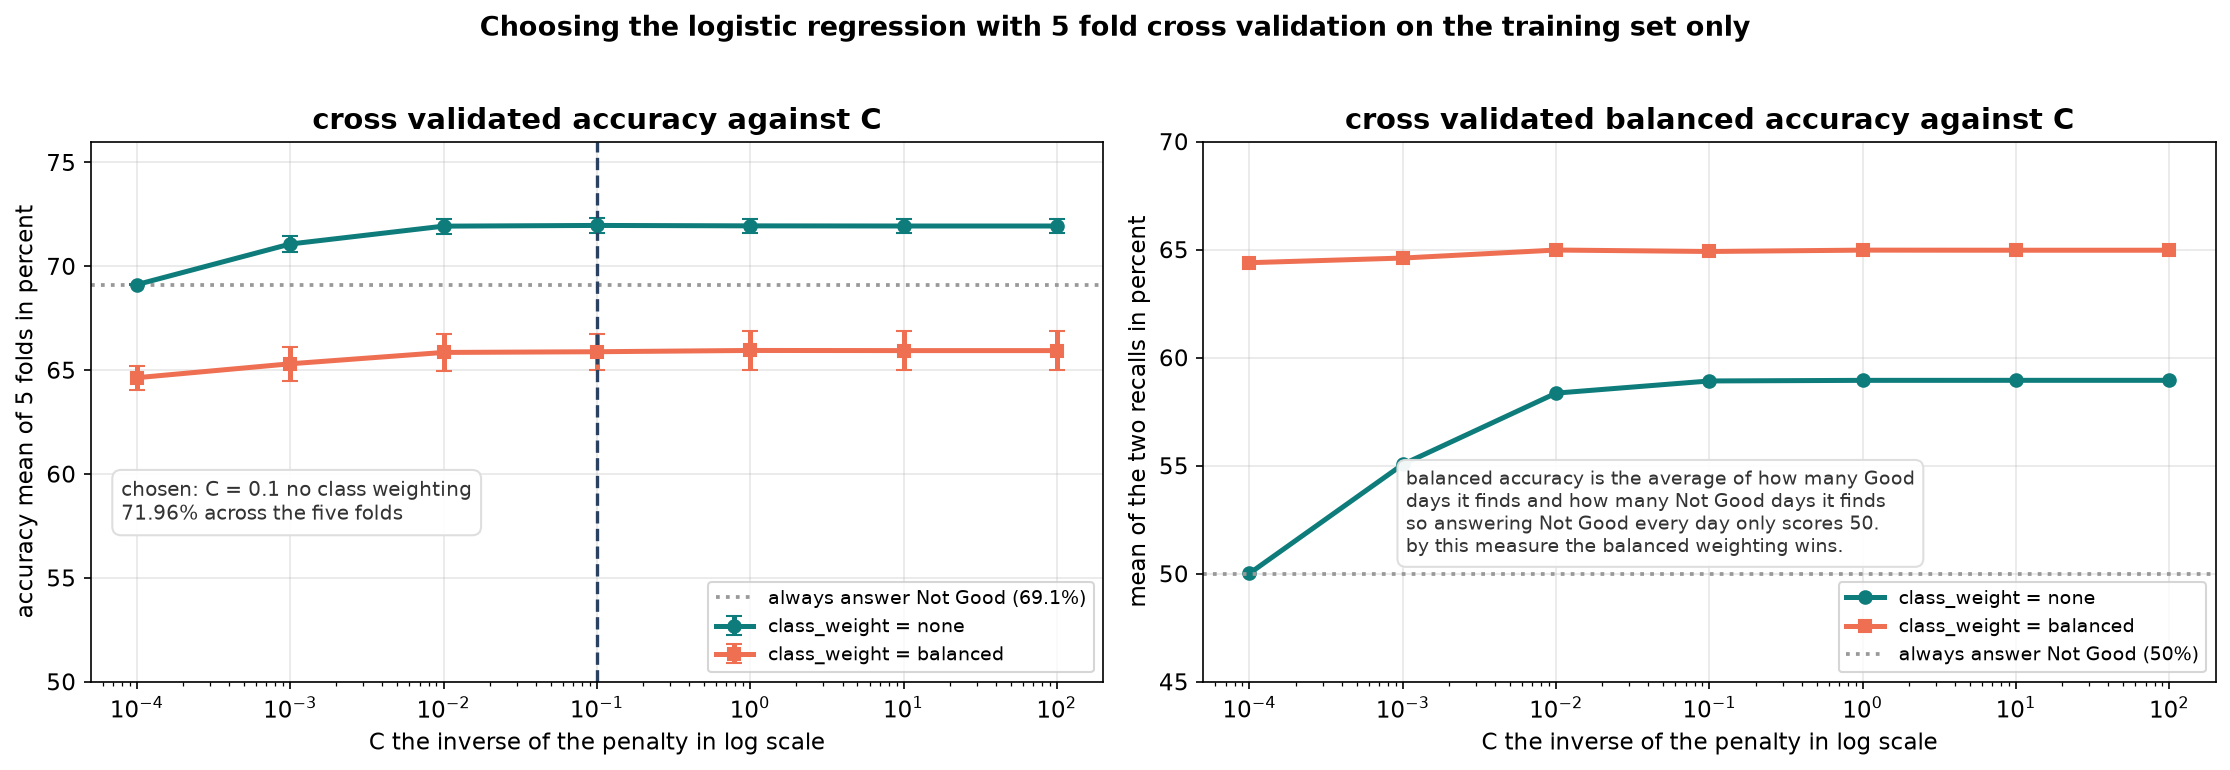 Choosing the logistic regression with 5 fold cross validation on the training set only
cross validated accuracy against C
accuracy mean of 5 folds in percent
75
70
65
60
55
50
chosen: C = 0.1 no class weighting
71.96% across the five folds
always answer Not Good (69.1%)
class_weight = none
class_weight = balanced
10⁻⁴ 10⁻³ 10⁻² 10⁻¹ 10⁰ 10¹ 10²
C the inverse of the penalty in log scale
cross validated balanced accuracy against C
mean of the two recalls in percent
70
65
60
55
50
45
balanced accuracy is the average of how many Good
days it finds and how many Not Good days it finds
so answering Not Good every day only scores 50.
by this measure the balanced weighting wins.
class_weight = none
class_weight = balanced
always answer Not Good (50%)
10⁻⁴ 10⁻³ 10⁻² 10⁻¹ 10⁰ 10¹ 10²
C the inverse of the penalty in log scale